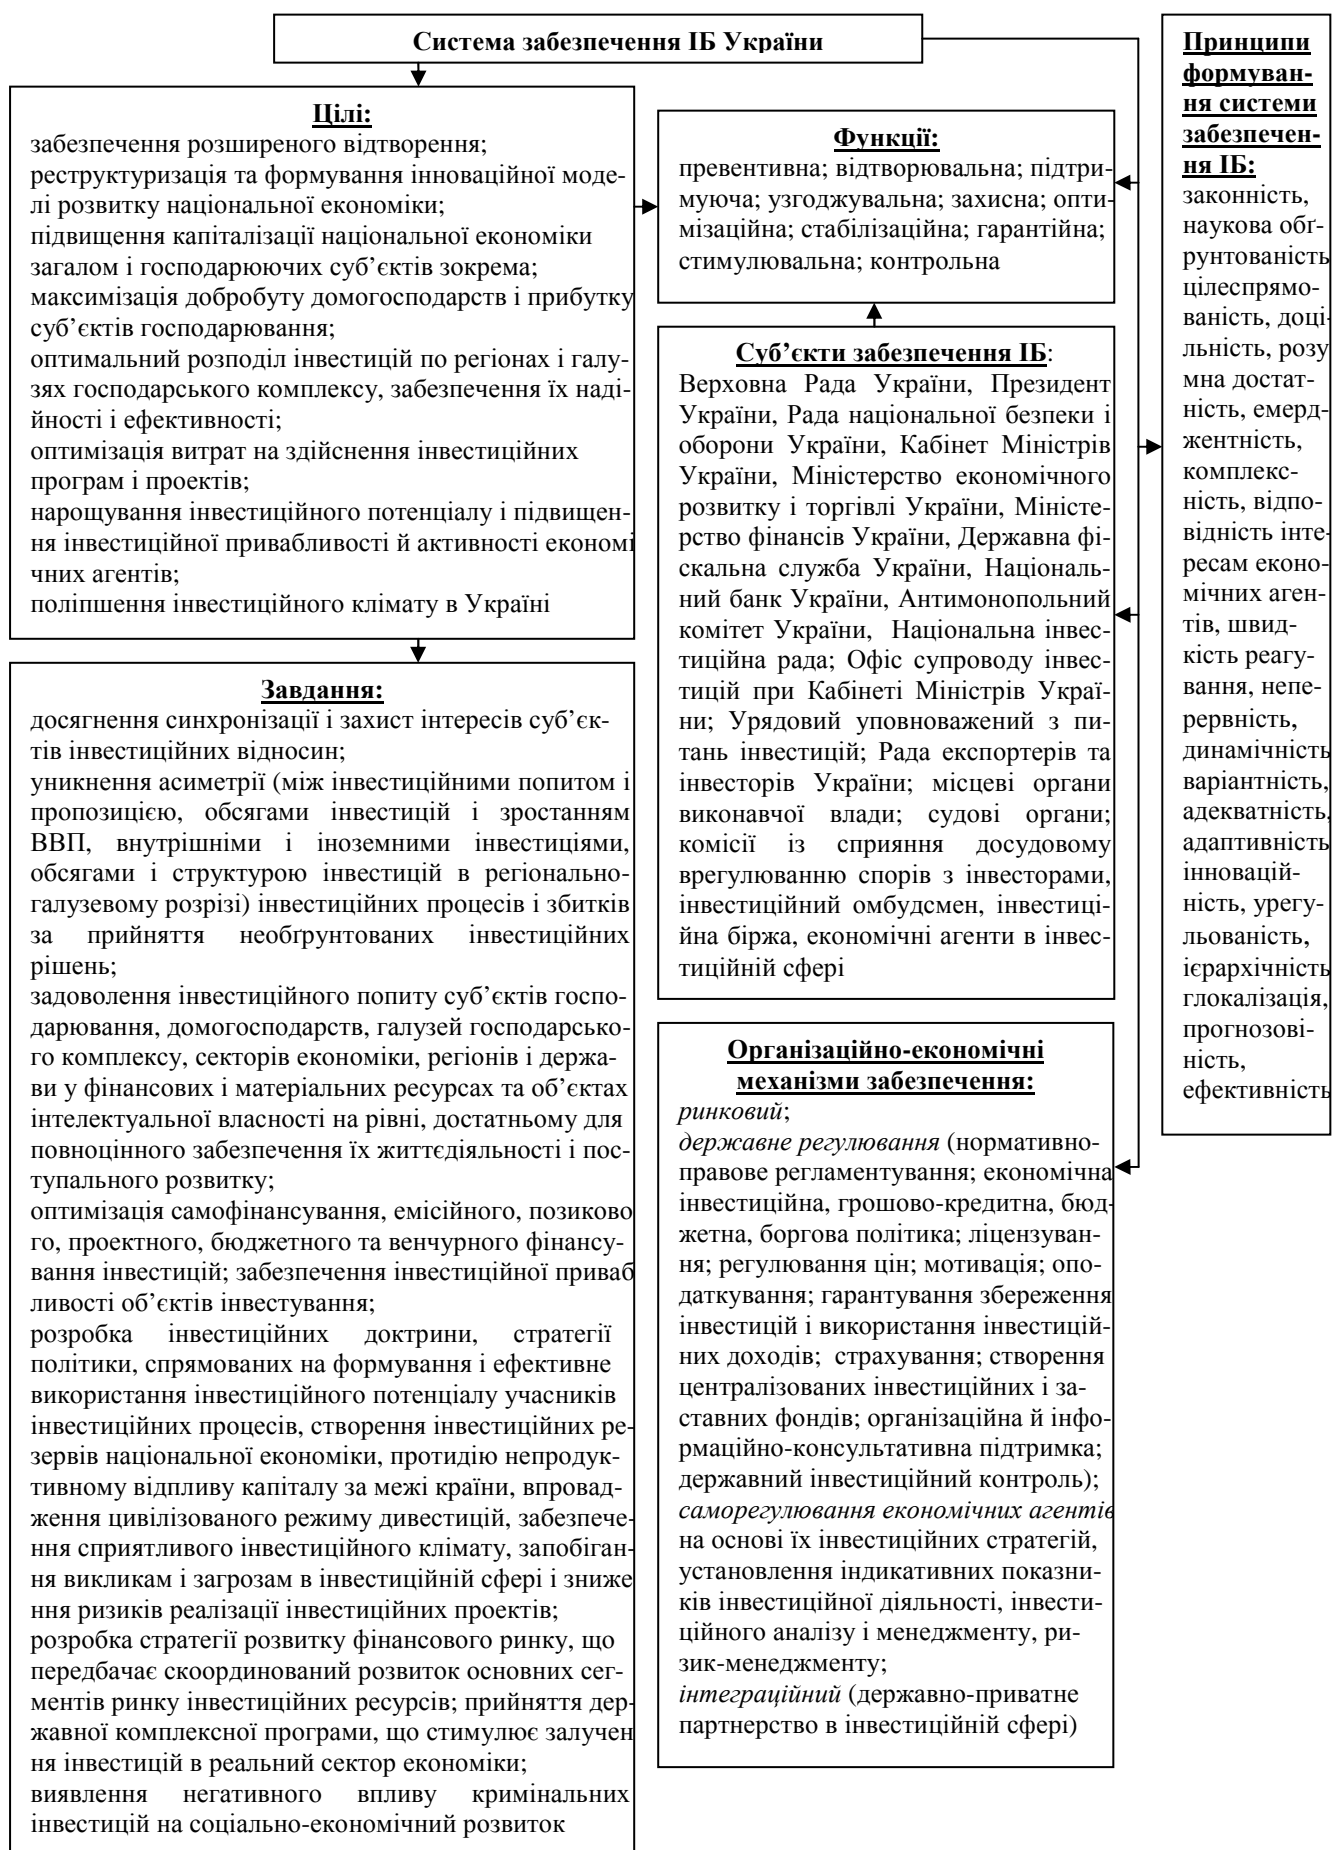 Система забезпечення ІБ України
Цілі:
забезпечення розширеного відтворення;
реструктуризація та формування інноваційної моде-
лі розвитку національної економіки;
підвищення капіталізації національної економіки
загалом і господарюючих суб’єктів зокрема;
максимізація добробуту домогосподарств і прибутку
суб’єктів господарювання;
оптимальний розподіл інвестицій по регіонах і галу-
зях господарського комплексу, забезпечення їх наді-
йності і ефективності;
оптимізація витрат на здійснення інвестиційних
програм і проектів;
нарощування інвестиційного потенціалу і підвищен-
ня інвестиційної привабливості й активності економі
чних агентів;
поліпшення інвестиційного клімату в Україні
Завдання:
досягнення синхронізації і захист інтересів суб’єк-
тів інвестиційних відносин;
уникнення асиметрії (між інвестиційними попитом і
пропозицією, обсягами інвестицій і зростанням
ВВП, внутрішніми і іноземними інвестиціями,
обсягами і структурою інвестицій в регіонально-
галузевому розрізі) інвестиційних процесів і збитків
за прийняття необґрунтованих інвестиційних
рішень;
задоволення інвестиційного попиту суб’єктів госпо-
дарювання, домогосподарств, галузей господарсько-
го комплексу, секторів економіки, регіонів і держа-
ви у фінансових і матеріальних ресурсах та об’єктах
інтелектуальної власності на рівні, достатньому для
повноцінного забезпечення їх життєдіяльності і пос-
тупального розвитку;
оптимізація самофінансування, емісійного, позиково
го, проектного, бюджетного та венчурного фінансу-
вання інвестицій; забезпечення інвестиційної приваб
ливості об’єктів інвестування;
розробка інвестиційних доктрини, стратегії
політики, спрямованих на формування і ефективне
використання інвестиційного потенціалу учасників
інвестиційних процесів, створення інвестиційних ре-
зервів національної економіки, протидію непродук-
тивному відпливу капіталу за межі країни, впровад-
ження цивілізованого режиму дивестицій, забезпече-
ння сприятливого інвестиційного клімату, запобіган-
ня викликам і загрозам в інвестиційній сфері і зниже
ння ризиків реалізації інвестиційних проектів;
розробка стратегії розвитку фінансового ринку, що
передбачає скоординований розвиток основних сег-
ментів ринку інвестиційних ресурсів; прийняття дер-
жавної комплексної програми, що стимулює залучен
ня інвестицій в реальний сектор економіки;
виявлення негативного впливу кримінальних
інвестицій на соціально-економічний розвиток
Функції:
превентивна; відтворювальна; підтри-
муюча; узгоджувальна; захисна; опти-
мізаційна; стабілізаційна; гарантійна;
стимулювальна; контрольна
Суб’єкти забезпечення ІБ:
Верховна Рада України, Президент
України, Рада національної безпеки і
оборони України, Кабінет Міністрів
України, Міністерство економічного
розвитку і торгівлі України, Міністе-
рство фінансів України, Державна фі-
скальна служба України, Националь-
ний банк України, Антимонопольний
комітет України, Національна інвес-
тиційна рада; Офіс супроводу інвес-
тицій при Кабінеті Міністрів Украї-
ни; Урядовий уповноважений з пи-
тань інвестицій; Рада експортерів та
інвесторів України; місцеві органи
виконавчої влади; судові органи;
комісії із сприяння досудовому
врегулюванню спорів з інвесторами,
інвестиційний омбудсмен, інвестиці-
йна біржа, економічні агенти в інвес-
тиційній сфері
Організаційно-економічні
механізми забезпечення:
ринковий;
державне регулювання (нормативно-
правове регламентування; економічна
інвестиційна, грошово-кредитна, бюд-
жетна, боргова політика; ліцензуван-
ня; регулювання цін; мотивація; опо-
даткування; гарантування збереження
інвестицій і використання інвестицій-
них доходів; страхування; створення
централізованих інвестиційних і за-
ставних фондів; організаційна й інфо-
рмаційно-консультативна підтримка;
державний інвестиційний контроль);
саморегулювання економічних агентів
на основі їх інвестиційних стратегій,
установлення індикативних показни-
ків інвестиційної діяльності, інвести-
ційного аналізу і менеджменту, ри-
зик-менеджменту;
інтеграційний (державно-приватне
партнерство в інвестиційній сфері)
Принципи
формуван-
ня системи
забезпечен-
ня ІБ:
законність,
наукова обґ-
рунтованість
цілеспрямо-
ваність, доці-
льність, розу
мна достат-
ність, емерд-
жентність,
комплекс-
ність, відпо-
відність інте-
ресам еконо-
мічних аген-
тів, швид-
кість реагу-
вання, непе-
рервність,
динамічність
варіантність,
адекватність,
адаптивність
інновацій-
ність, урегу-
льованість,
ієрархічність
глокалізація,
прогнозові-
ність,
ефективність